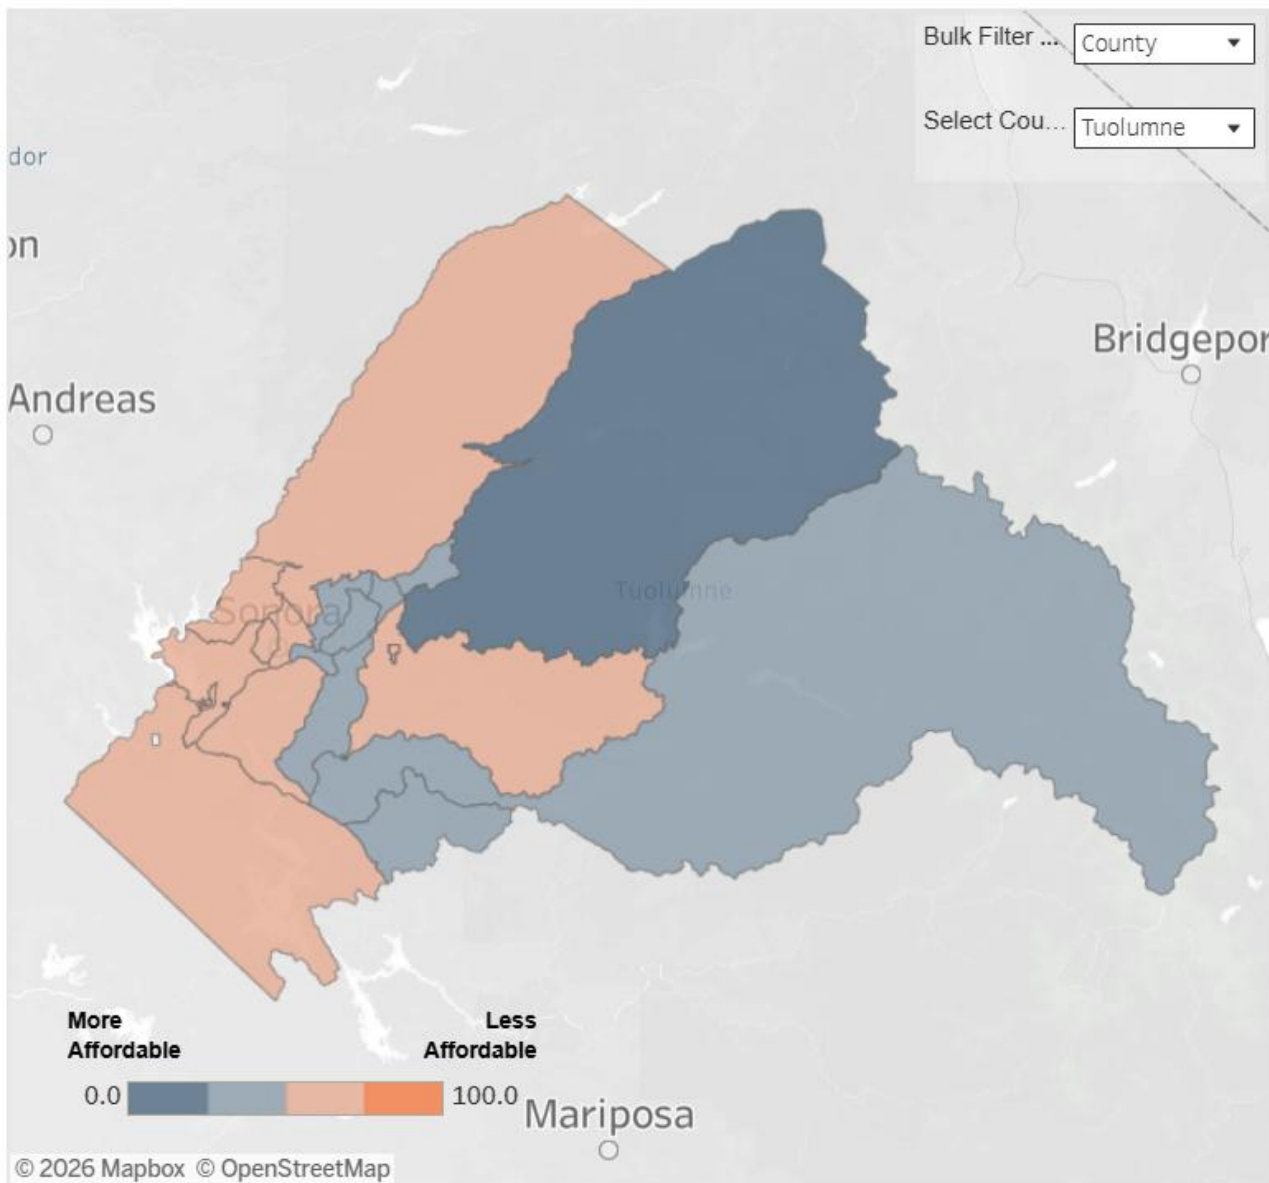 Bulk Filter ...
County
Select Cou...
Tuolumne
dor
on
Bridgepor
Andreas
Tuolumne
Sonora
More Affordable
Less Affordable
0.0
100.0
Mariposa
© 2026 Mapbox © OpenStreetMap